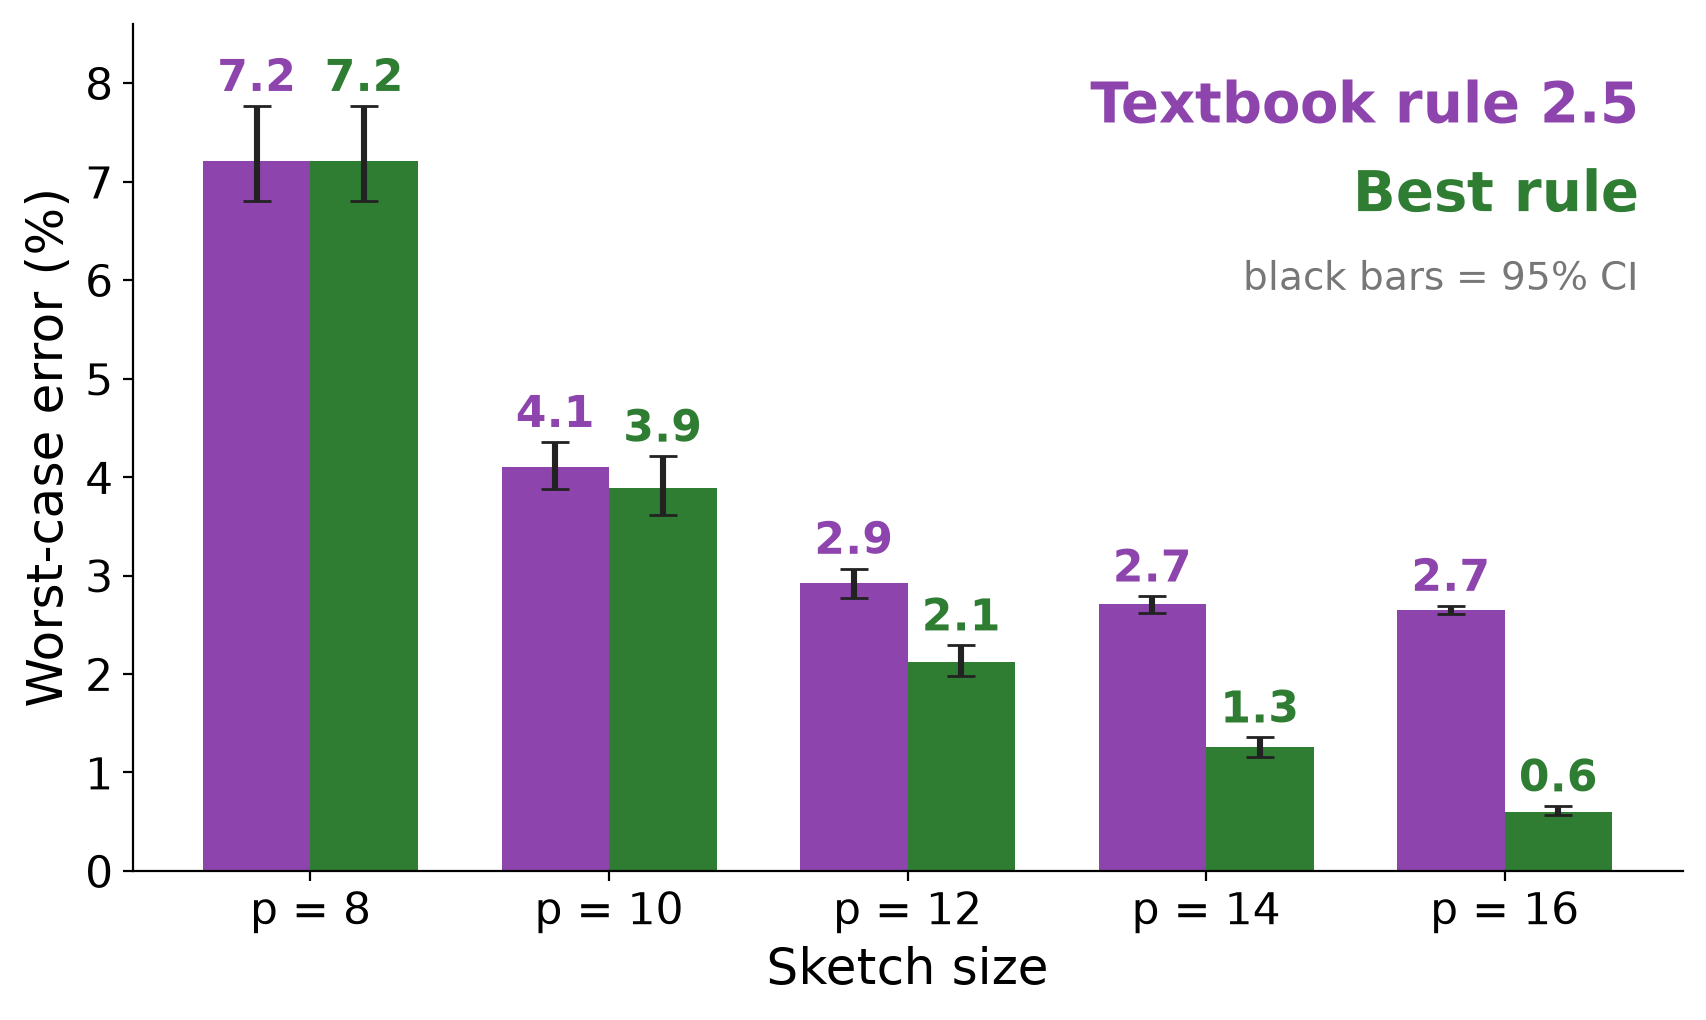 Worst-case error (%)
8
7
6
5
4
3
2
1
0
7.2 7.2
4.1 3.9
2.9 2.1
2.7 1.3
2.7 0.6
Textbook rule 2.5
Best rule
black bars = 95% CI
p = 8 p = 10 p = 12 p = 14 p = 16
Sketch size